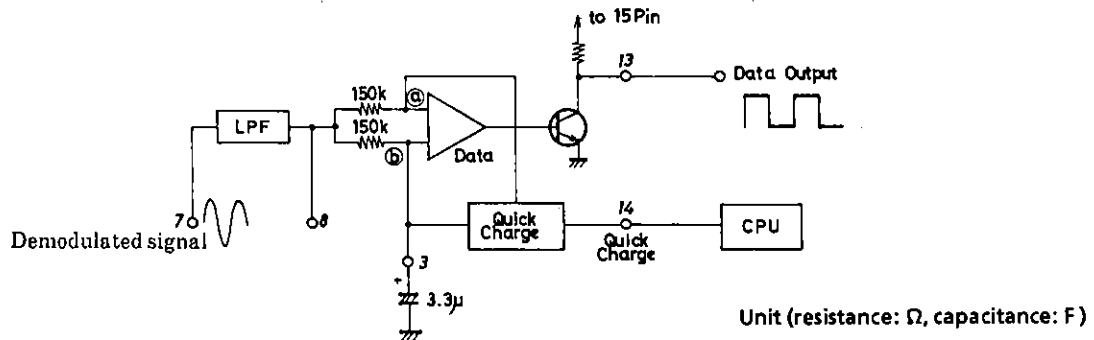 to 15Pin
13
Data Output
150k
ⓐ
LPF
150k
ⓑ
Data
7
8
14
Quick
Charge
CPU
Demodulated signal
Quick
Charge
3
+
3.3μ
Unit (resistance: Ω, capacitance: F)